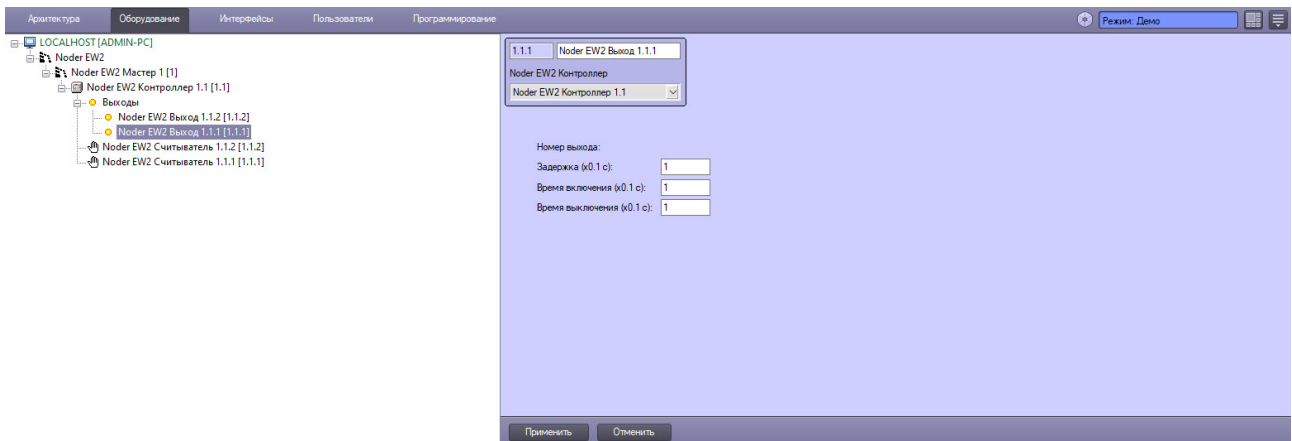 Архитектура Оборудование Интерфейсы Пользователи Программирование Режим: Демо
LOCALHOST [ADMIN-PC]
Noder EW2
Noder EW2 Мастер 1 [1]
Noder EW2 Контроллер 1.1 [1.1]
Выходы
Noder EW2 Выход 1.1.2 [1.1.2]
Noder EW2 Выход 1.1.1 [1.1.1]
Noder EW2 Считыватель 1.1.2 [1.1.2]
Noder EW2 Считыватель 1.1.1 [1.1.1]
1.1.1 Noder EW2 Выход 1.1.1
Noder EW2 Контроллер
Noder EW2 Контроллер 1.1
Номер выхода:
Задержка (x0.1 с): 1
Время включения (x0.1 с): 1
Время выключения (x0.1 с): 1
Применить Отменить